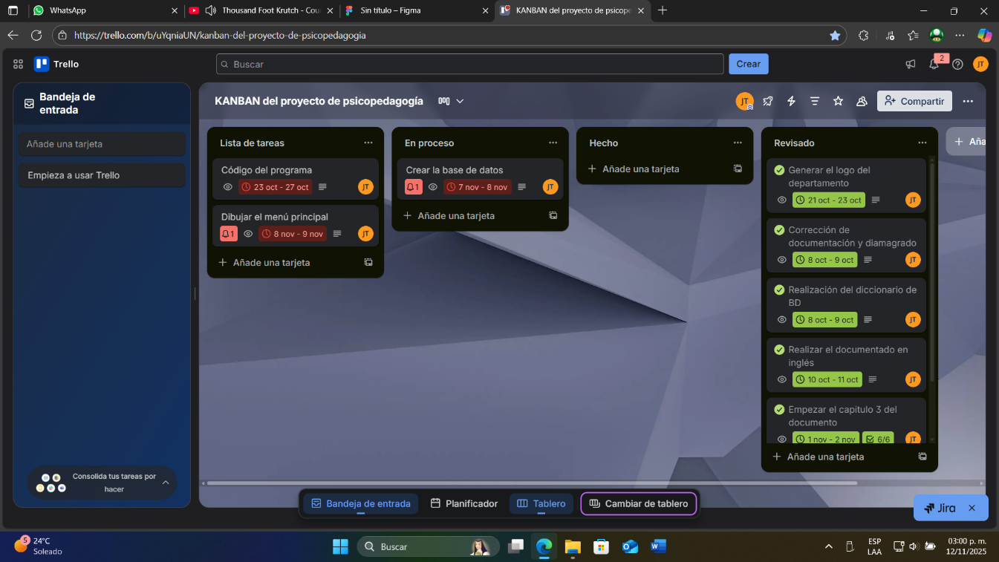 WhatsApp
Thousand Foot Krutch - Cou
Sin título – Figma
KANBAN del proyecto de psicope
https://trello.com/b/uYqniaUN/kanban-del-proyecto-de-psicopedagogia
Trello
Buscar
Crear
2
JT
Bandeja de
entrada
Añade una tarjeta
Empieza a usar Trello
Consolida tus tareas por
hacer
KANBAN del proyecto de psicopedagogía
JT
Compartir
Lista de tareas
Código del programa
23 oct - 27 oct
JT
Dibujar el menú principal
1
8 nov - 9 nov
JT
Añade una tarjeta
En proceso
Crear la base de datos
1
7 nov - 8 nov
JT
Añade una tarjeta
Hecho
Añade una tarjeta
Revisado
Generar el logo del
departamento
21 oct - 23 oct
JT
Corrección de
documentación y diamagrado
8 oct - 9 oct
JT
Realización del diccionario de
BD
8 oct - 9 oct
JT
Realizar el documentado en
inglés
10 oct - 11 oct
JT
Empezar el capitulo 3 del
documento
1 nov - 2 nov
6/6
JT
Añade una tarjeta
Aña
Bandeja de entrada
Planificador
Tablero
Cambiar de tablero
Jira
5
24°C
Soleado
Buscar
ESP
LAA
03:00 p. m.
12/11/2025